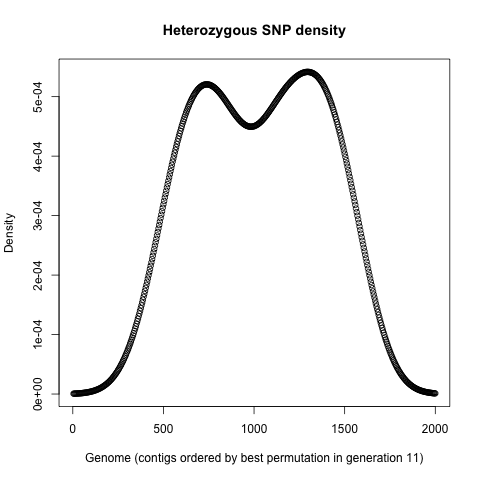 Heterozygous SNP density
Density
5e-04
4e-04
3e-04
2e-04
1e-04
0e+00
0 500 1000 1500 2000
Genome (contigs ordered by best permutation in generation 11)